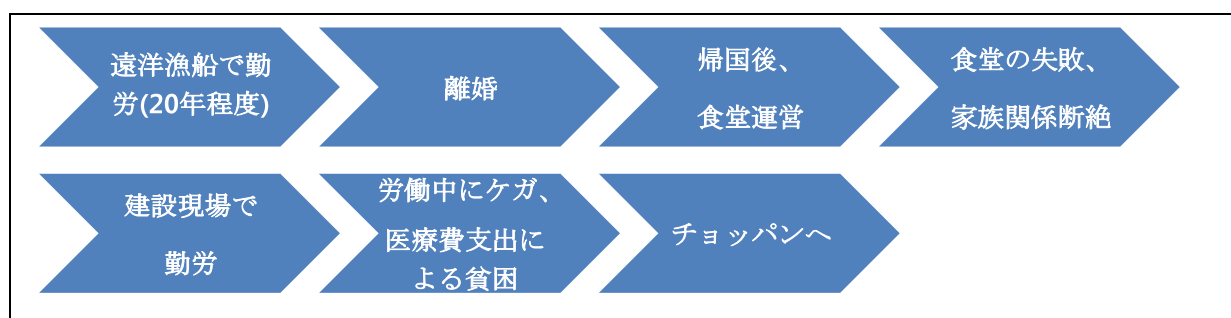 遠洋漁船で勤
労(20年程度)
離婚
帰国後、
食堂運営
食堂の失敗、
家族関係断絶
建設現場で
勤労
労働中にケガ、
医療費支出に
よる貧困
チョッパンへ